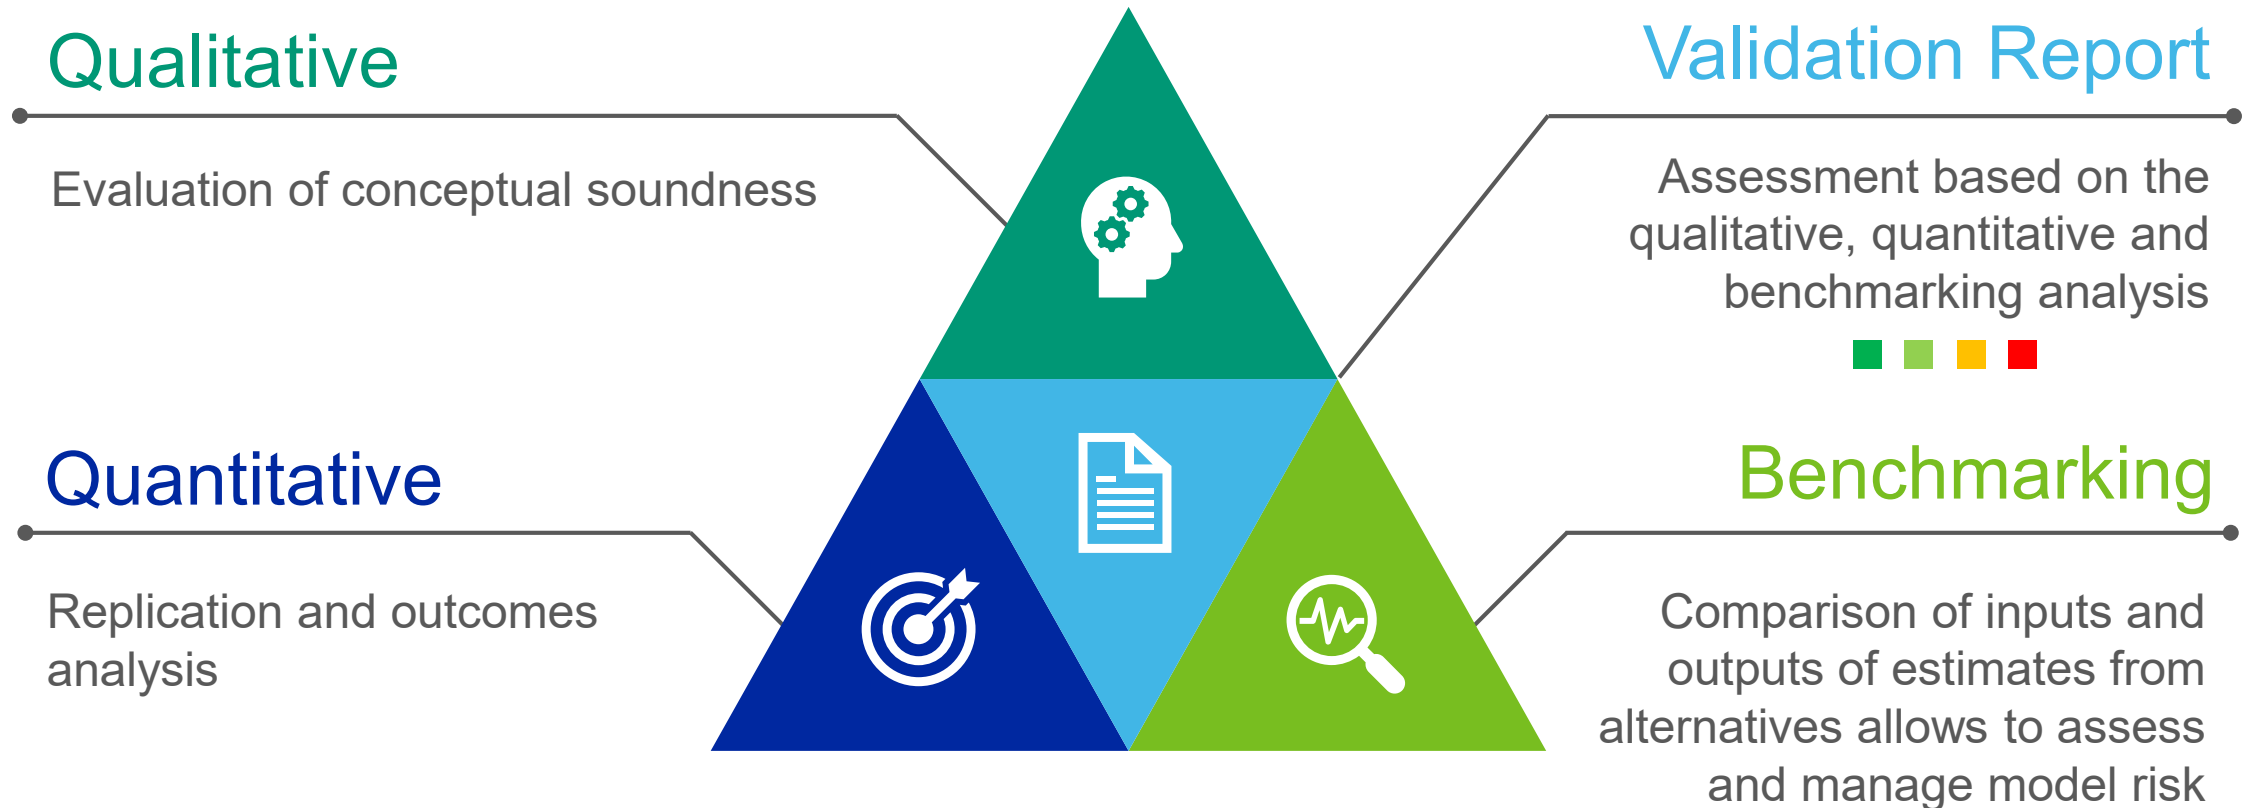 Qualitative
Evaluation of conceptual soundness
Validation Report
Assessment based on the
qualitative, quantitative and
benchmarking analysis
Quantitative
Replication and outcomes
analysis
Benchmarking
Comparison of inputs and
outputs of estimates from
alternatives allows to assess
and manage model risk